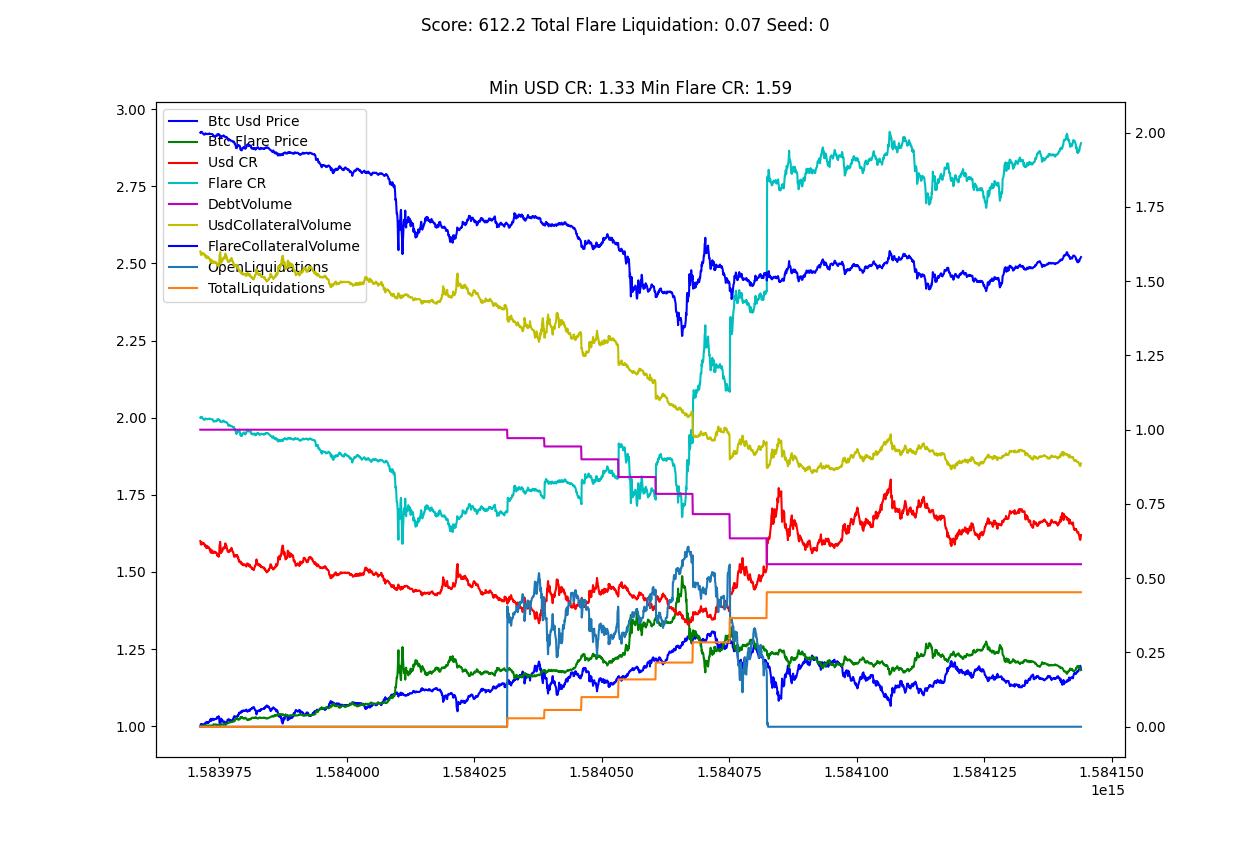 Score: 612.2 Total Flare Liquidation: 0.07 Seed: 0
Min USD CR: 1.33 Min Flare CR: 1.59
Btc Usd Price
Btc Flare Price
Usd CR
Flare CR
DebtVolume
UsdCollateralVolume
FlareCollateralVolume
OpenLiquidations
TotalLiquidations
3.00
2.75
2.50
2.25
2.00
1.75
1.50
1.25
1.00
2.00
1.75
1.50
1.25
1.00
0.75
0.50
0.25
0.00
1.583975 1.584000 1.584025 1.584050 1.584075 1.584100 1.584125 1.584150
1e15